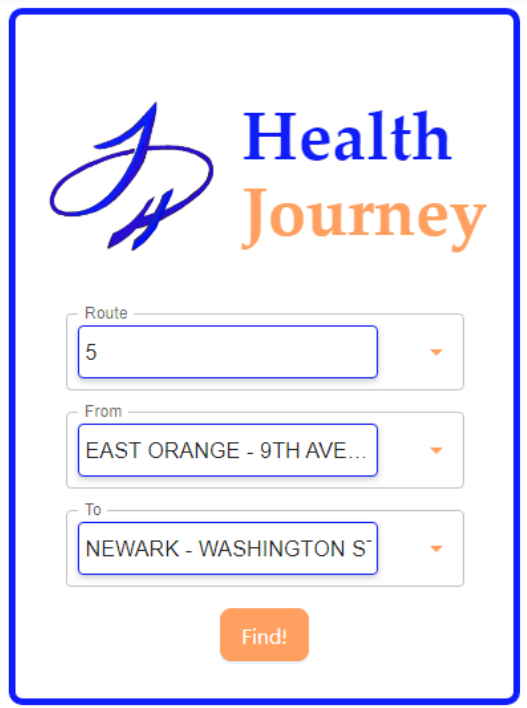 Health
Journey
Route
5
From
EAST ORANGE - 9TH AVE...
To
NEWARK - WASHINGTON S
Find!